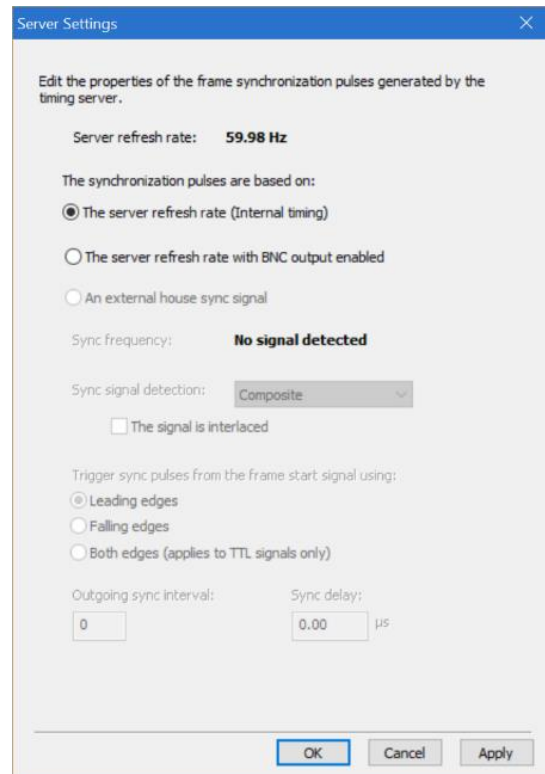 Server Settings
Edit the properties of the frame synchronization pulses generated by the
timing server.
Server refresh rate: 59.98 Hz
The synchronization pulses are based on:
The server refresh rate (Internal timing)
The server refresh rate with BNC output enabled
An external house sync signal
Sync frequency: No signal detected
Sync signal detection: Composite
The signal is interlaced
Trigger sync pulses from the frame start signal using:
Leading edges
Falling edges
Both edges (applies to TTL signals only)
Outgoing sync interval: Sync delay:
0 0.00 µs
OK Cancel Apply